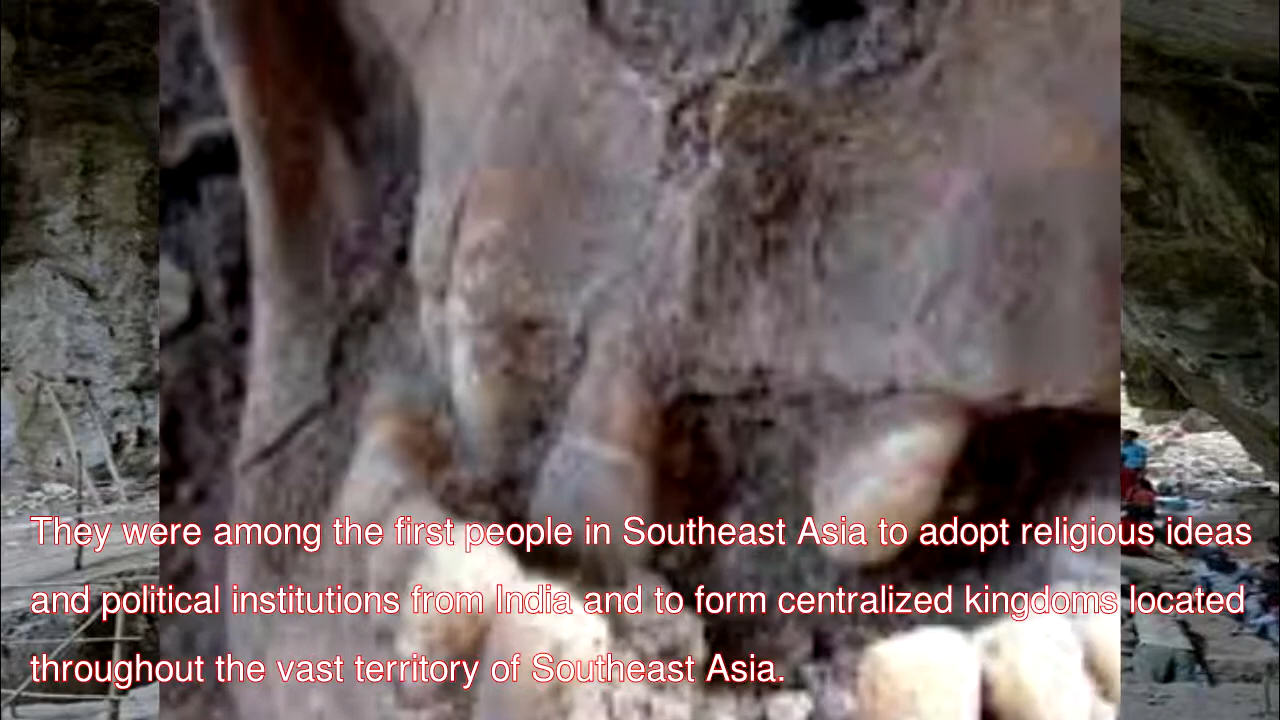 They were among the first people in Southeast Asia to adopt religious ideas
and political institutions from India and to form centralized kingdoms located
throughout the vast territory of Southeast Asia.